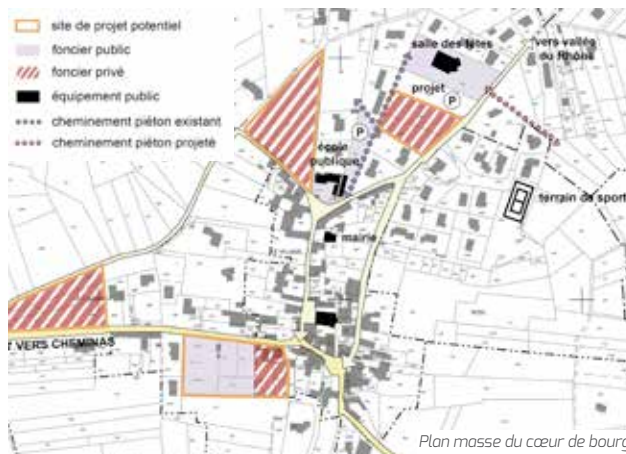 site de projet potentiel
foncier public
foncier privé
équipement public
cheminement piéton existant
cheminement piéton projeté
salle des fêtes
vers vallée
du Rhône
projet
P
P
école
publique
terrain de sport
mairie
T VERS CHEMINAS
Plan masse du cœur de bourg